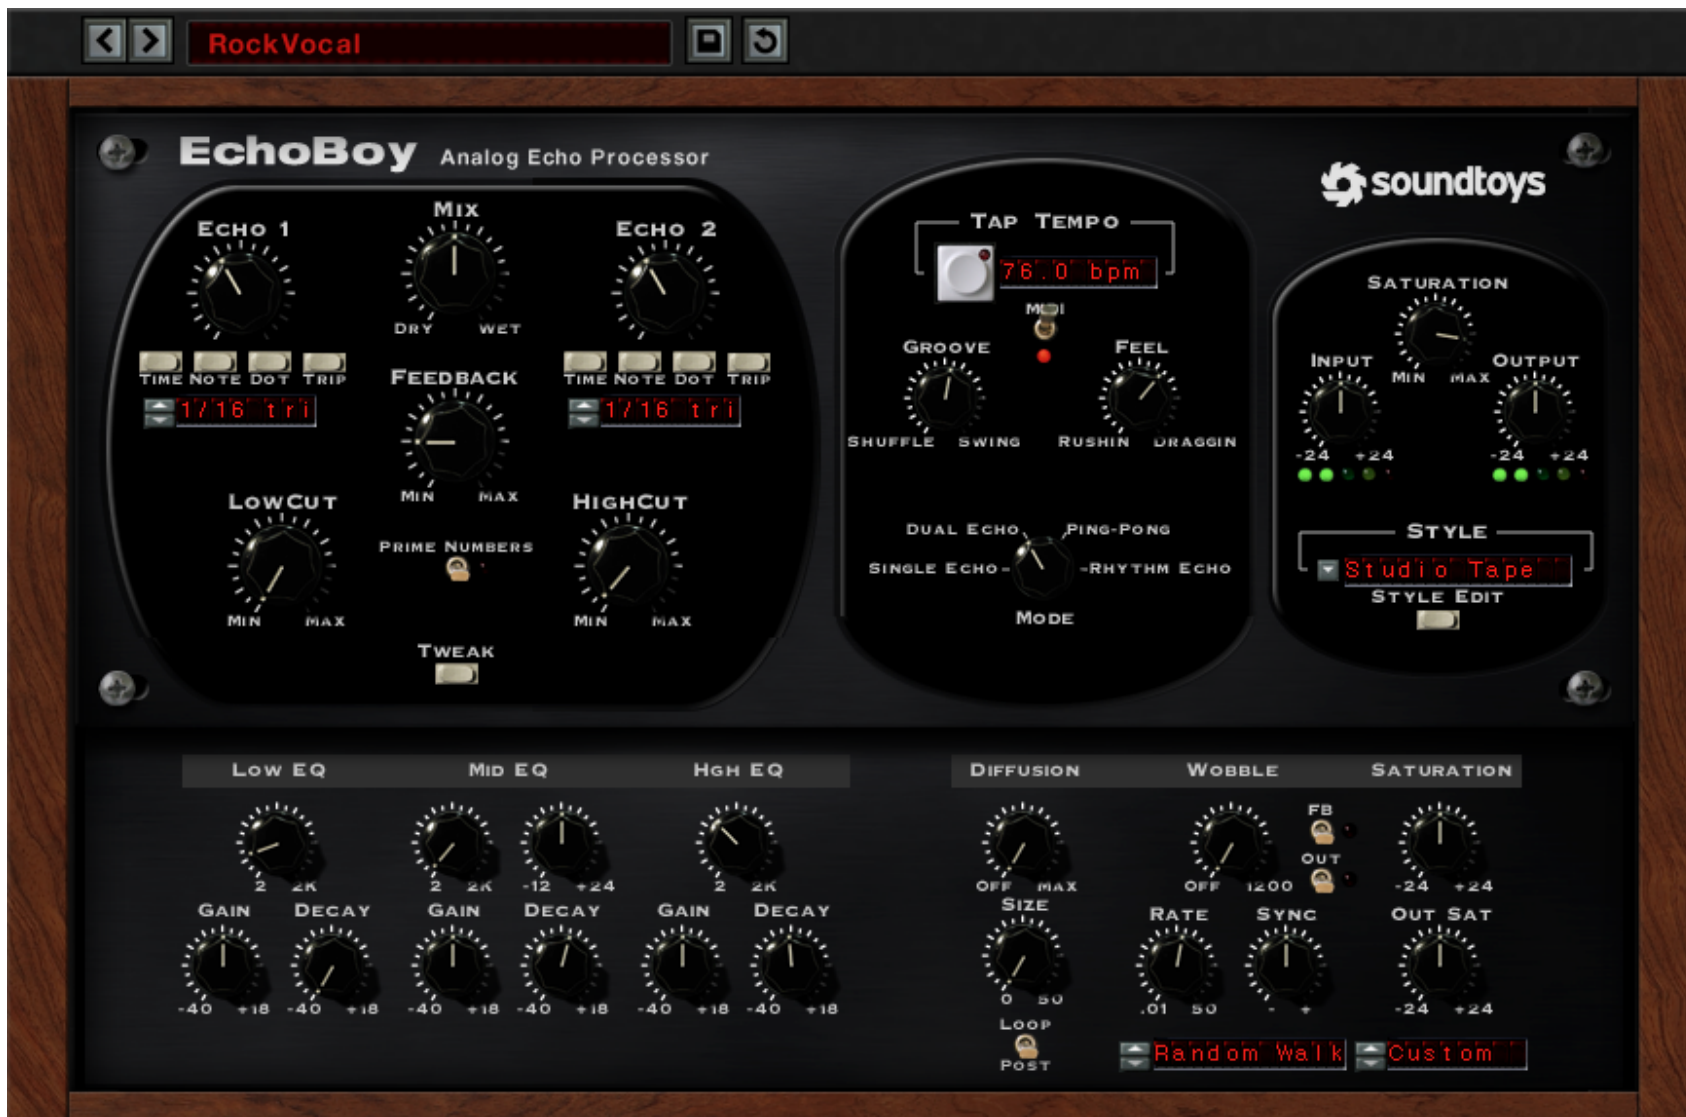 RockVocal
EchoBoy Analog Echo Processor
soundtoys
ECHO 1
MIX
ECHO 2
DRY WET
TIME NOTE DOT TRIP
TIME NOTE DOT TRIP
1/16 tri
1/16 tri
FEEDBACK
MIN MAX
LOWCUT
HIGHCUT
PRIME NUMBERS
MIN MAX
MIN MAX
TWEAK
TAP TEMPO
76.0 bpm
MIDI
GROOVE
FEEL
SHUFFLE SWING
RUSHIN DRAGGIN
DUAL ECHO
PING-PONG
SINGLE ECHO
RHYTHM ECHO
MODE
SATURATION
INPUT
OUTPUT
MIN MAX
-24 +24
-24 +24
STYLE
Studio Tape
STYLE EDIT
LOW EQ
MID EQ
HGH EQ
2 2K
2 2K
-12 +24
2 2K
GAIN DECAY
GAIN DECAY
GAIN DECAY
-40 +18
-40 +18
-40 +18
-40 +18
-40 +18
-40 +18
DIFFUSION
WOBBLE
SATURATION
FB
OUT
OFF MAX
OFF 1200
-24 +24
SIZE
RATE
SYNC
OUT SAT
0 50
.01 50
- +
-24 +24
LOOP
POST
Random Walk
Custom